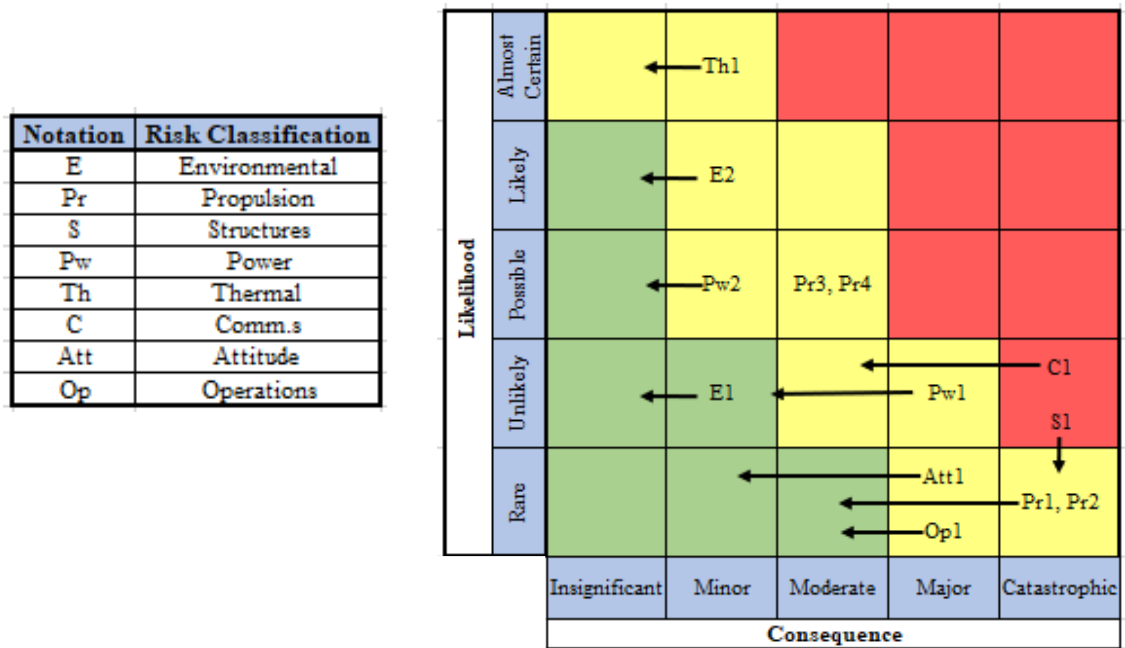 Notation Risk Classification
E Environmental
Pr Propulsion
S Structures
Pw Power
Th Thermal
C Comm.s
Att Attitude
Op Operations
Likelihood
Almost
Certain
Th1
Likely
E2
Possible
Pw2 Pr3, Pr4
Unlikely
C1
E1 Pw1
S1
Rare
Att1
Pr1, Pr2
Op1
Insignificant Minor Moderate Major Catastrophic
Consequence